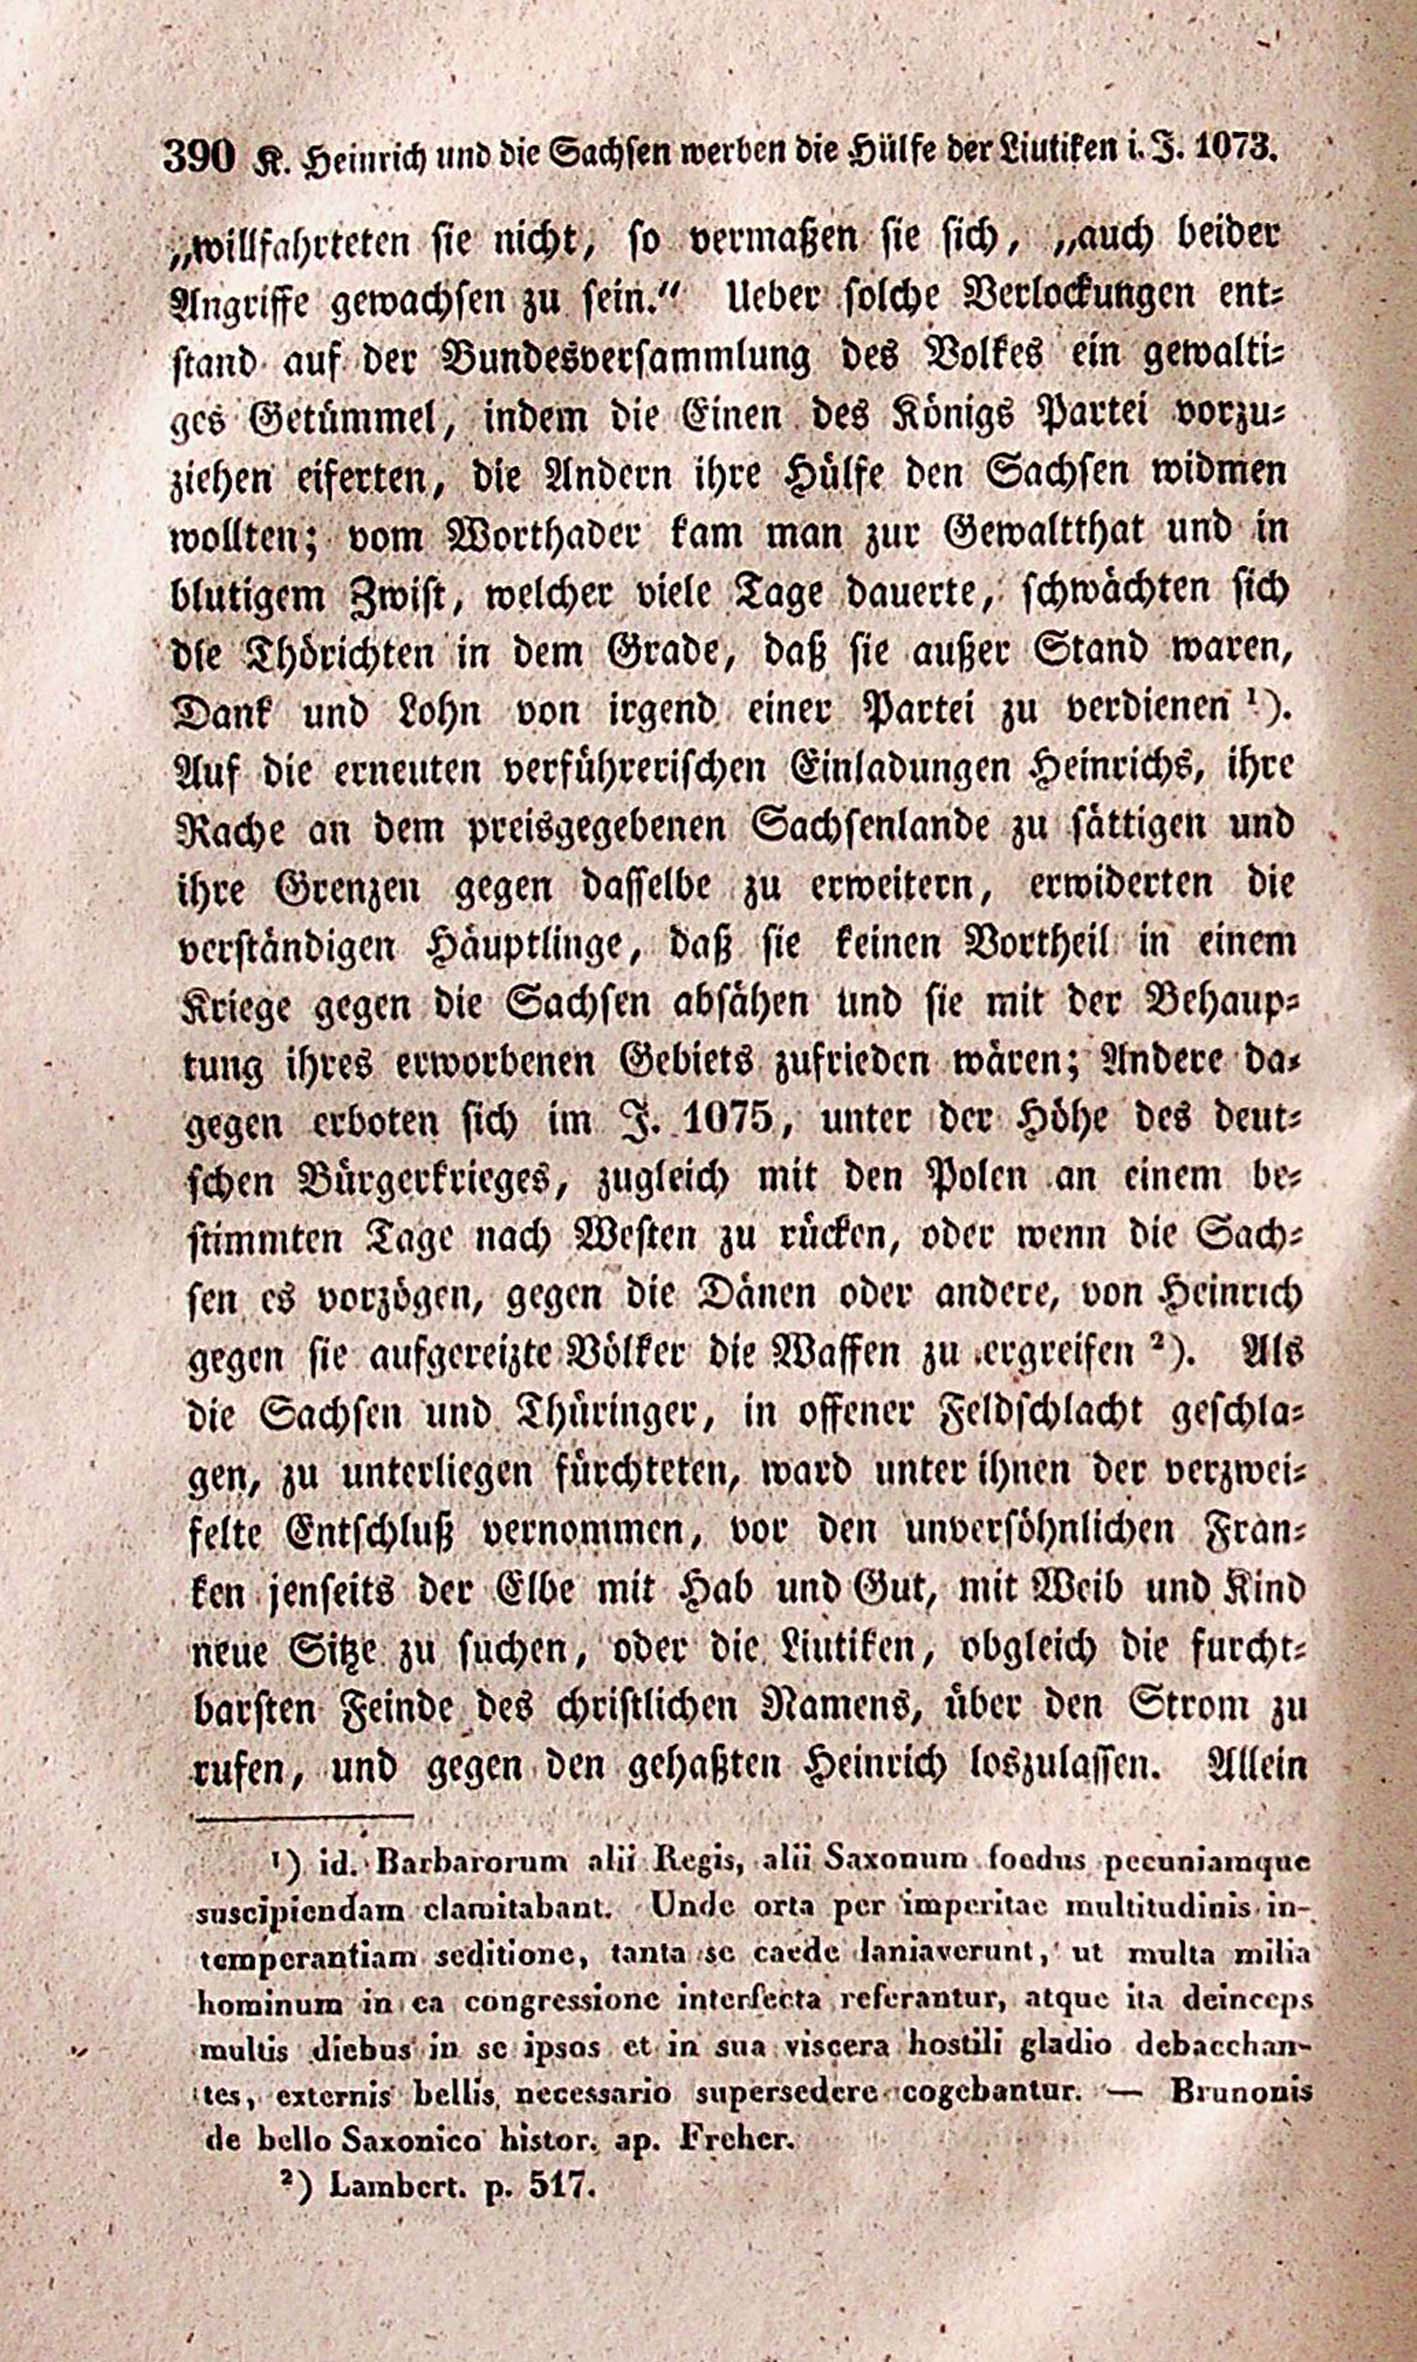 390 K. Heinrich und die Sachsen werben die Hülfe der Liutiken i. J. 1073.
„willfahrteten sie nicht, so vermaßen sie sich, „auch beider
Angriffe gewachsen zu sein.“ Ueber solche Verlockungen ent-
stand auf der Bundesversammlung des Volkes ein gewalti-
ges Getümmel, indem die Einen des Königs Partei vorzu-
ziehen eiferten, die Andern ihre Hülfe den Sachsen widmen
wollten; vom Worthader kam man zur Gewaltthat und in
blutigem Zwist, welcher viele Tage dauerte, schwächten sich
die Thörichten in dem Grade, daß sie außer Stand waren,
Dank und Lohn von irgend einer Partei zu verdienen ¹).
Auf die erneuten verführerischen Einladungen Heinrichs, ihre
Rache an dem preisgegebenen Sachsenlande zu sättigen und
ihre Grenzen gegen dasselbe zu erweitern, erwiderten die
verständigen Häuptlinge, daß sie keinen Vortheil in einem
Kriege gegen die Sachsen absähen und sie mit der Behaup-
tung ihres erworbenen Gebiets zufrieden wären; Andere da-
gegen erboten sich im J. 1075, unter der Höhe des deut-
schen Bürgerkrieges, zugleich mit den Polen an einem be-
stimmten Tage nach Westen zu rücken, oder wenn die Sach-
sen es vorzögen, gegen die Dänen oder andere, von Heinrich
gegen sie aufgereizte Völker die Waffen zu ergreifen ²). Als
die Sachsen und Thüringer, in offener Feldschlacht geschla-
gen, zu unterliegen fürchteten, ward unter ihnen der verzwei-
felte Entschluß vernommen, vor den unversöhnlichen Fran-
ken jenseits der Elbe mit Hab und Gut, mit Weib und Kind
neue Sitze zu suchen, oder die Liutiken, obgleich die furcht-
barsten Feinde des christlichen Namens, über den Strom zu
rufen, und gegen den gehaßten Heinrich loszulassen. Allein
¹) id. Barbarorum alii Regis, alii Saxonum foedus pecuniamque
suscipiendam clamitabant. Unde orta per imperitae multitudinis in-
temperantiam seditione, tanta se caede laniaverunt, ut multa milia
hominum in ea congressione interfecta referantur, atque ita deinceps
multis diebus in se ipsos et in sua viscera hostili gladio debacchan-
tes, externis bellis necessario supersedere cogebantur. — Brunonis
de bello Saxonico histor. ap. Freher.
²) Lambert. p. 517.